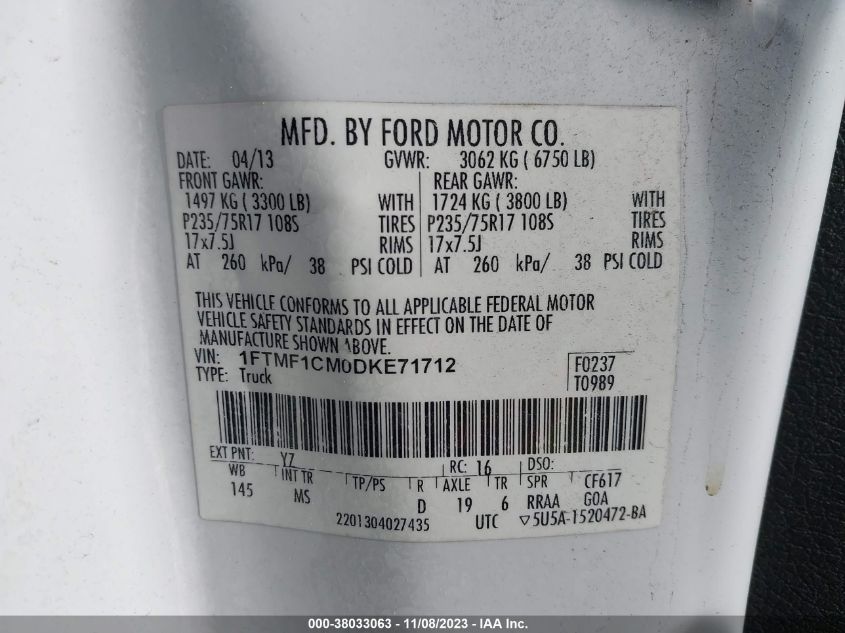 MFD. BY FORD MOTOR CO.
DATE: 04/13 GVWR: 3062 KG ( 6750 LB)
FRONT GAWR: REAR GAWR:
1497 KG ( 3300 LB) WITH 1724 KG ( 3800 LB) WITH
P235/75R17 108S TIRES P235/75R17 108S TIRES
17x7.5J RIMS 17x7.5J RIMS
AT 260 kPa/ 38 PSI COLD AT 260 kPa/ 38 PSI COLD
THIS VEHICLE CONFORMS TO ALL APPLICABLE FEDERAL MOTOR
VEHICLE SAFETY STANDARDS IN EFFECT ON THE DATE OF
MANUFACTURE SHOWN ABOVE.
VIN: 1FTMF1CM0DKE71712
TYPE: Truck
F0237
T0989
EXT PNT: YZ RC: 16 DSO:
WB INT TR TP/PS R AXLE TR SPR CF617
145 MS D 19 6 RRAA GOA
2201304027435 UTC ▽5U5A-1520472-BA
000-38033063 - 11/08/2023 - IAA Inc.